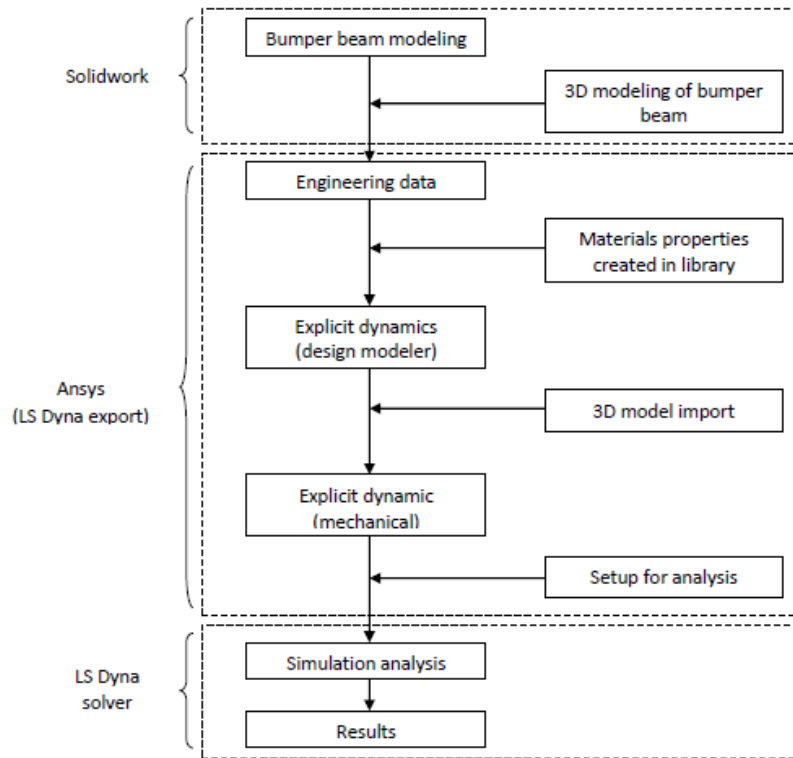 Bumper beam modeling
Solidwork
3D modeling of bumper
beam
Engineering data
Materials properties
created in library
Explicit dynamics
(design modeler)
Ansys
(LS Dyna export)
3D model import
Explicit dynamic
(mechanical)
Setup for analysis
Simulation analysis
LS Dyna
solver
Results